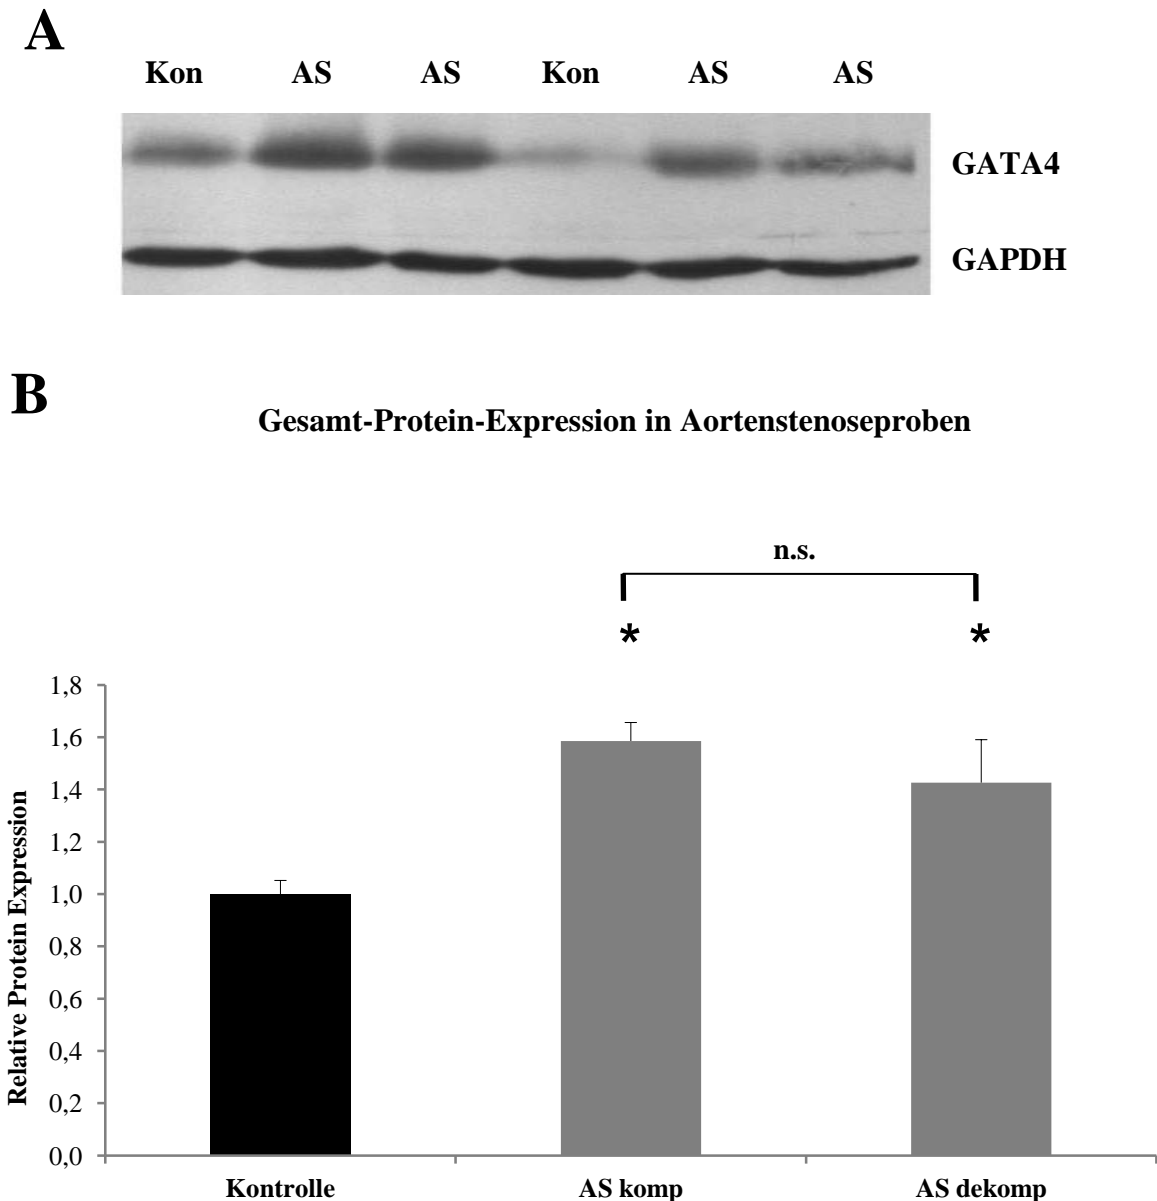 A
Kon AS AS Kon AS AS
GATA4
GAPDH
B
Gesamt-Protein-Expression in Aortenstenoseproben
n.s.
* *
1,8
1,6
1,4
1,2
1,0
0,8
0,6
0,4
0,2
0,0
Relative Protein Expression
Kontrolle AS komp AS dekomp